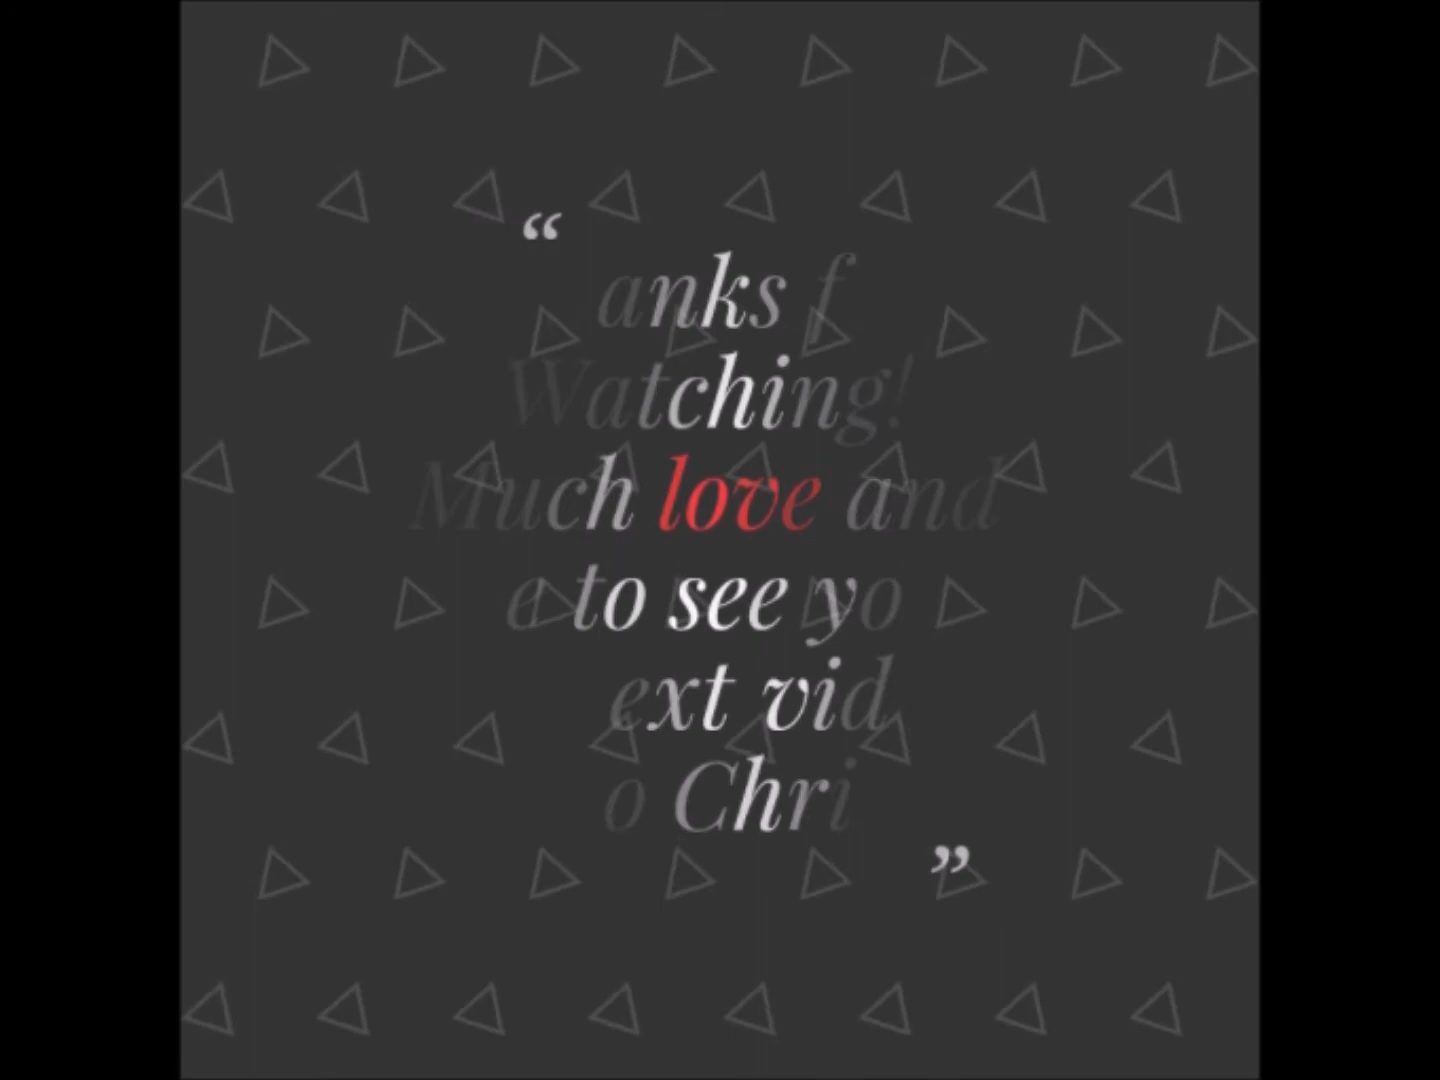 “
anks f
Watching!
Much love and
e to see yo
ext vid
o Chri
”